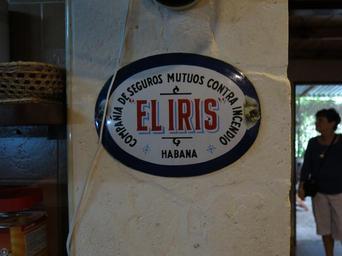 COMPAÑIA DE SEGUROS MUTUOS CONTRA INCENDIO
"EL IRIS"
HABANA